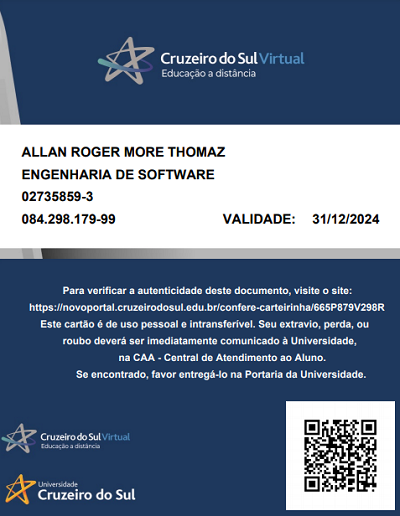 Cruzeiro do Sul Virtual
Educação a distância
ALLAN ROGER MORE THOMAZ
ENGENHARIA DE SOFTWARE
02735859-3
084.298.179-99 VALIDADE: 31/12/2024
Para verificar a autenticidade deste documento, visite o site:
https://novoportal.cruzeirodosul.edu.br/confere-carteirinha/665P879V298R
Este cartão é de uso pessoal e intransferível. Seu extravio, perda, ou
roubo deverá ser imediatamente comunicado à Universidade,
na CAA - Central de Atendimento ao Aluno.
Se encontrado, favor entregá-lo na Portaria da Universidade.
Cruzeiro do Sul Virtual
Educação a distância
Universidade
Cruzeiro do Sul